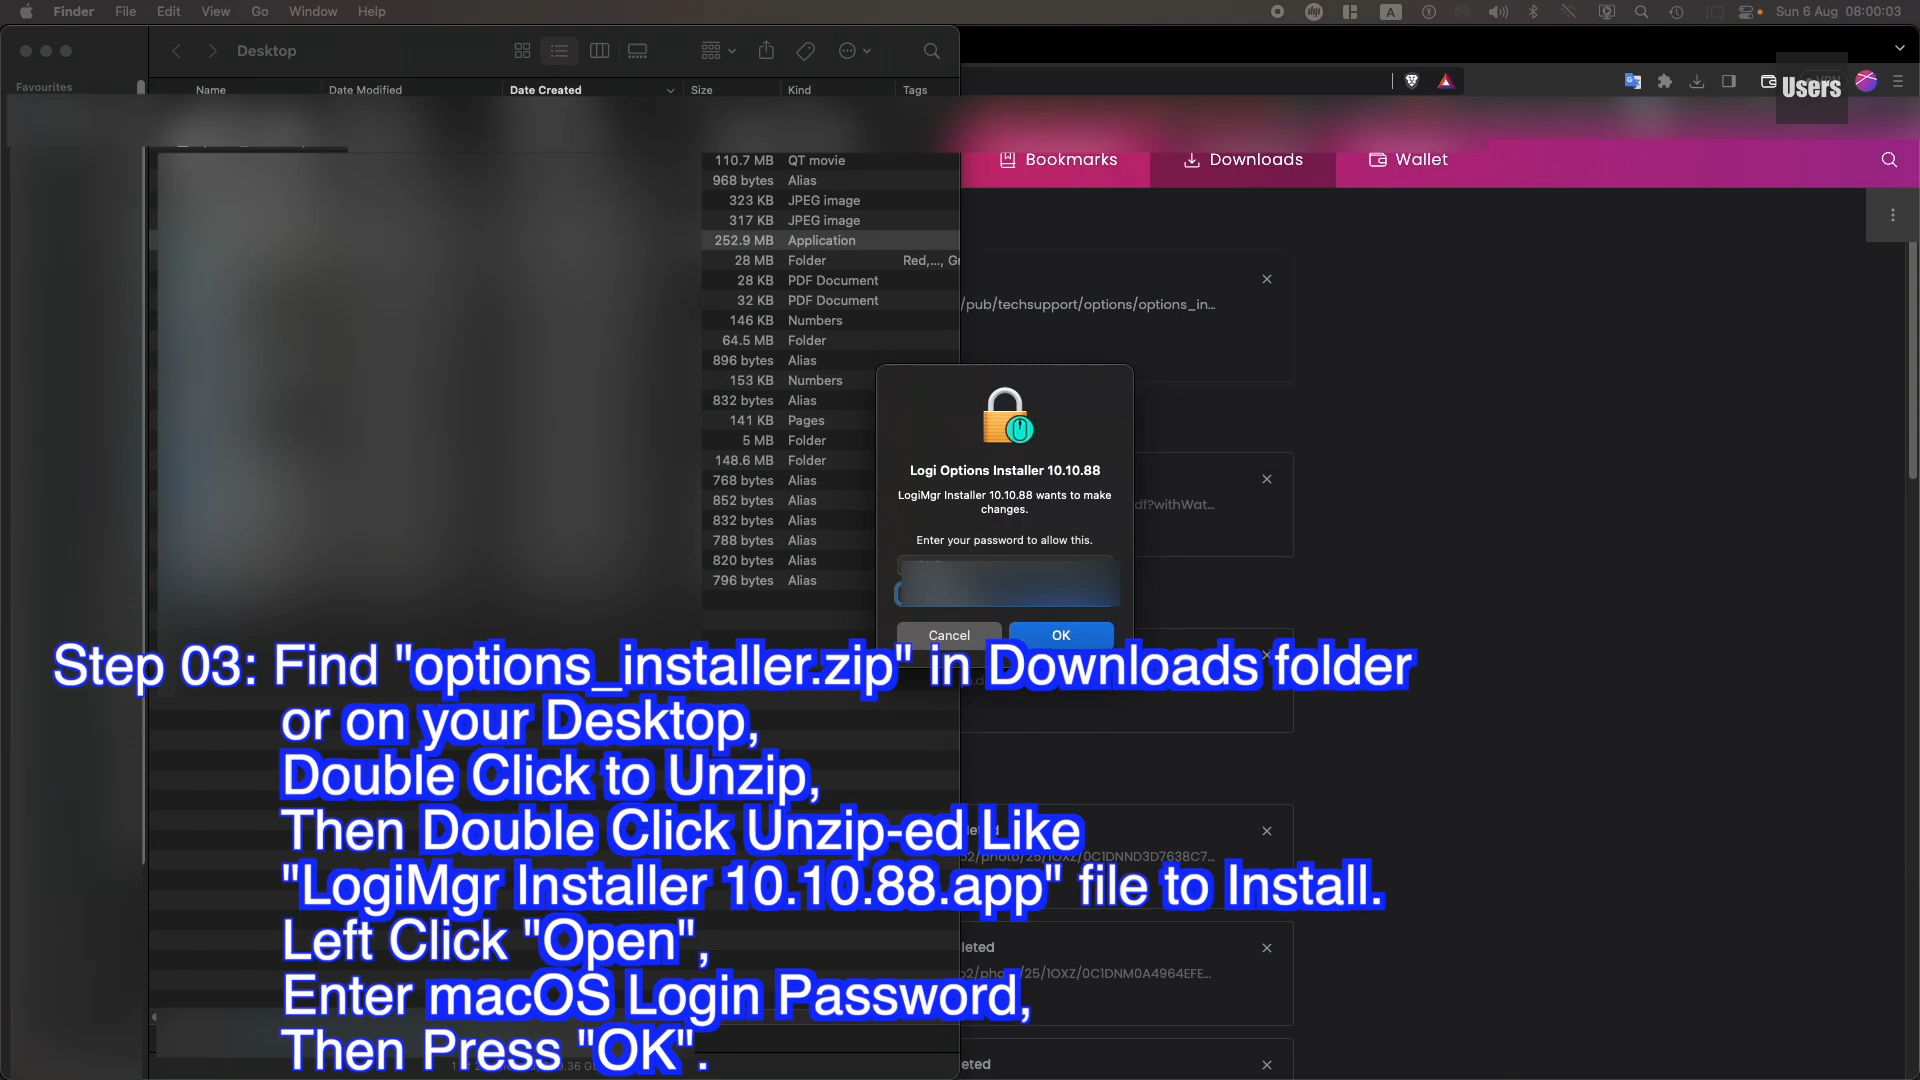 Finder File Edit View Go Window Help
A
Sun 6 Aug 08:00:03
Desktop
Favourites
Name Date Modified Date Created Size Kind Tags
Users
Bookmarks Downloads Wallet
110.7 MB QT movie
968 bytes Alias
323 KB JPEG image
317 KB JPEG image
252.9 MB Application
28 MB Folder Red,...,
28 KB PDF Document
32 KB PDF Document
146 KB Numbers
64.5 MB Folder
896 bytes Alias
153 KB Numbers
832 bytes Alias
141 KB Pages
5 MB Folder
148.6 MB Folder
768 bytes Alias
852 bytes Alias
832 bytes Alias
788 bytes Alias
820 bytes Alias
796 bytes Alias
/pub/techsupport/options/options_in...
df?withWat...
Logi Options Installer 10.10.88
LogiMgr Installer 10.10.88 wants to make
changes.
Enter your password to allow this.
Cancel OK
Step 03: Find "options_installer.zip" in Downloads folder
or on your Desktop,
Double Click to Unzip,
Then Double Click Unzip-ed Like
"LogiMgr Installer 10.10.88.app" file to Install.
Left Click "Open",
Enter macOS Login Password,
Then Press "OK".
leted
/25/1OXZ/0C1DNM0A4964EFE...
eted